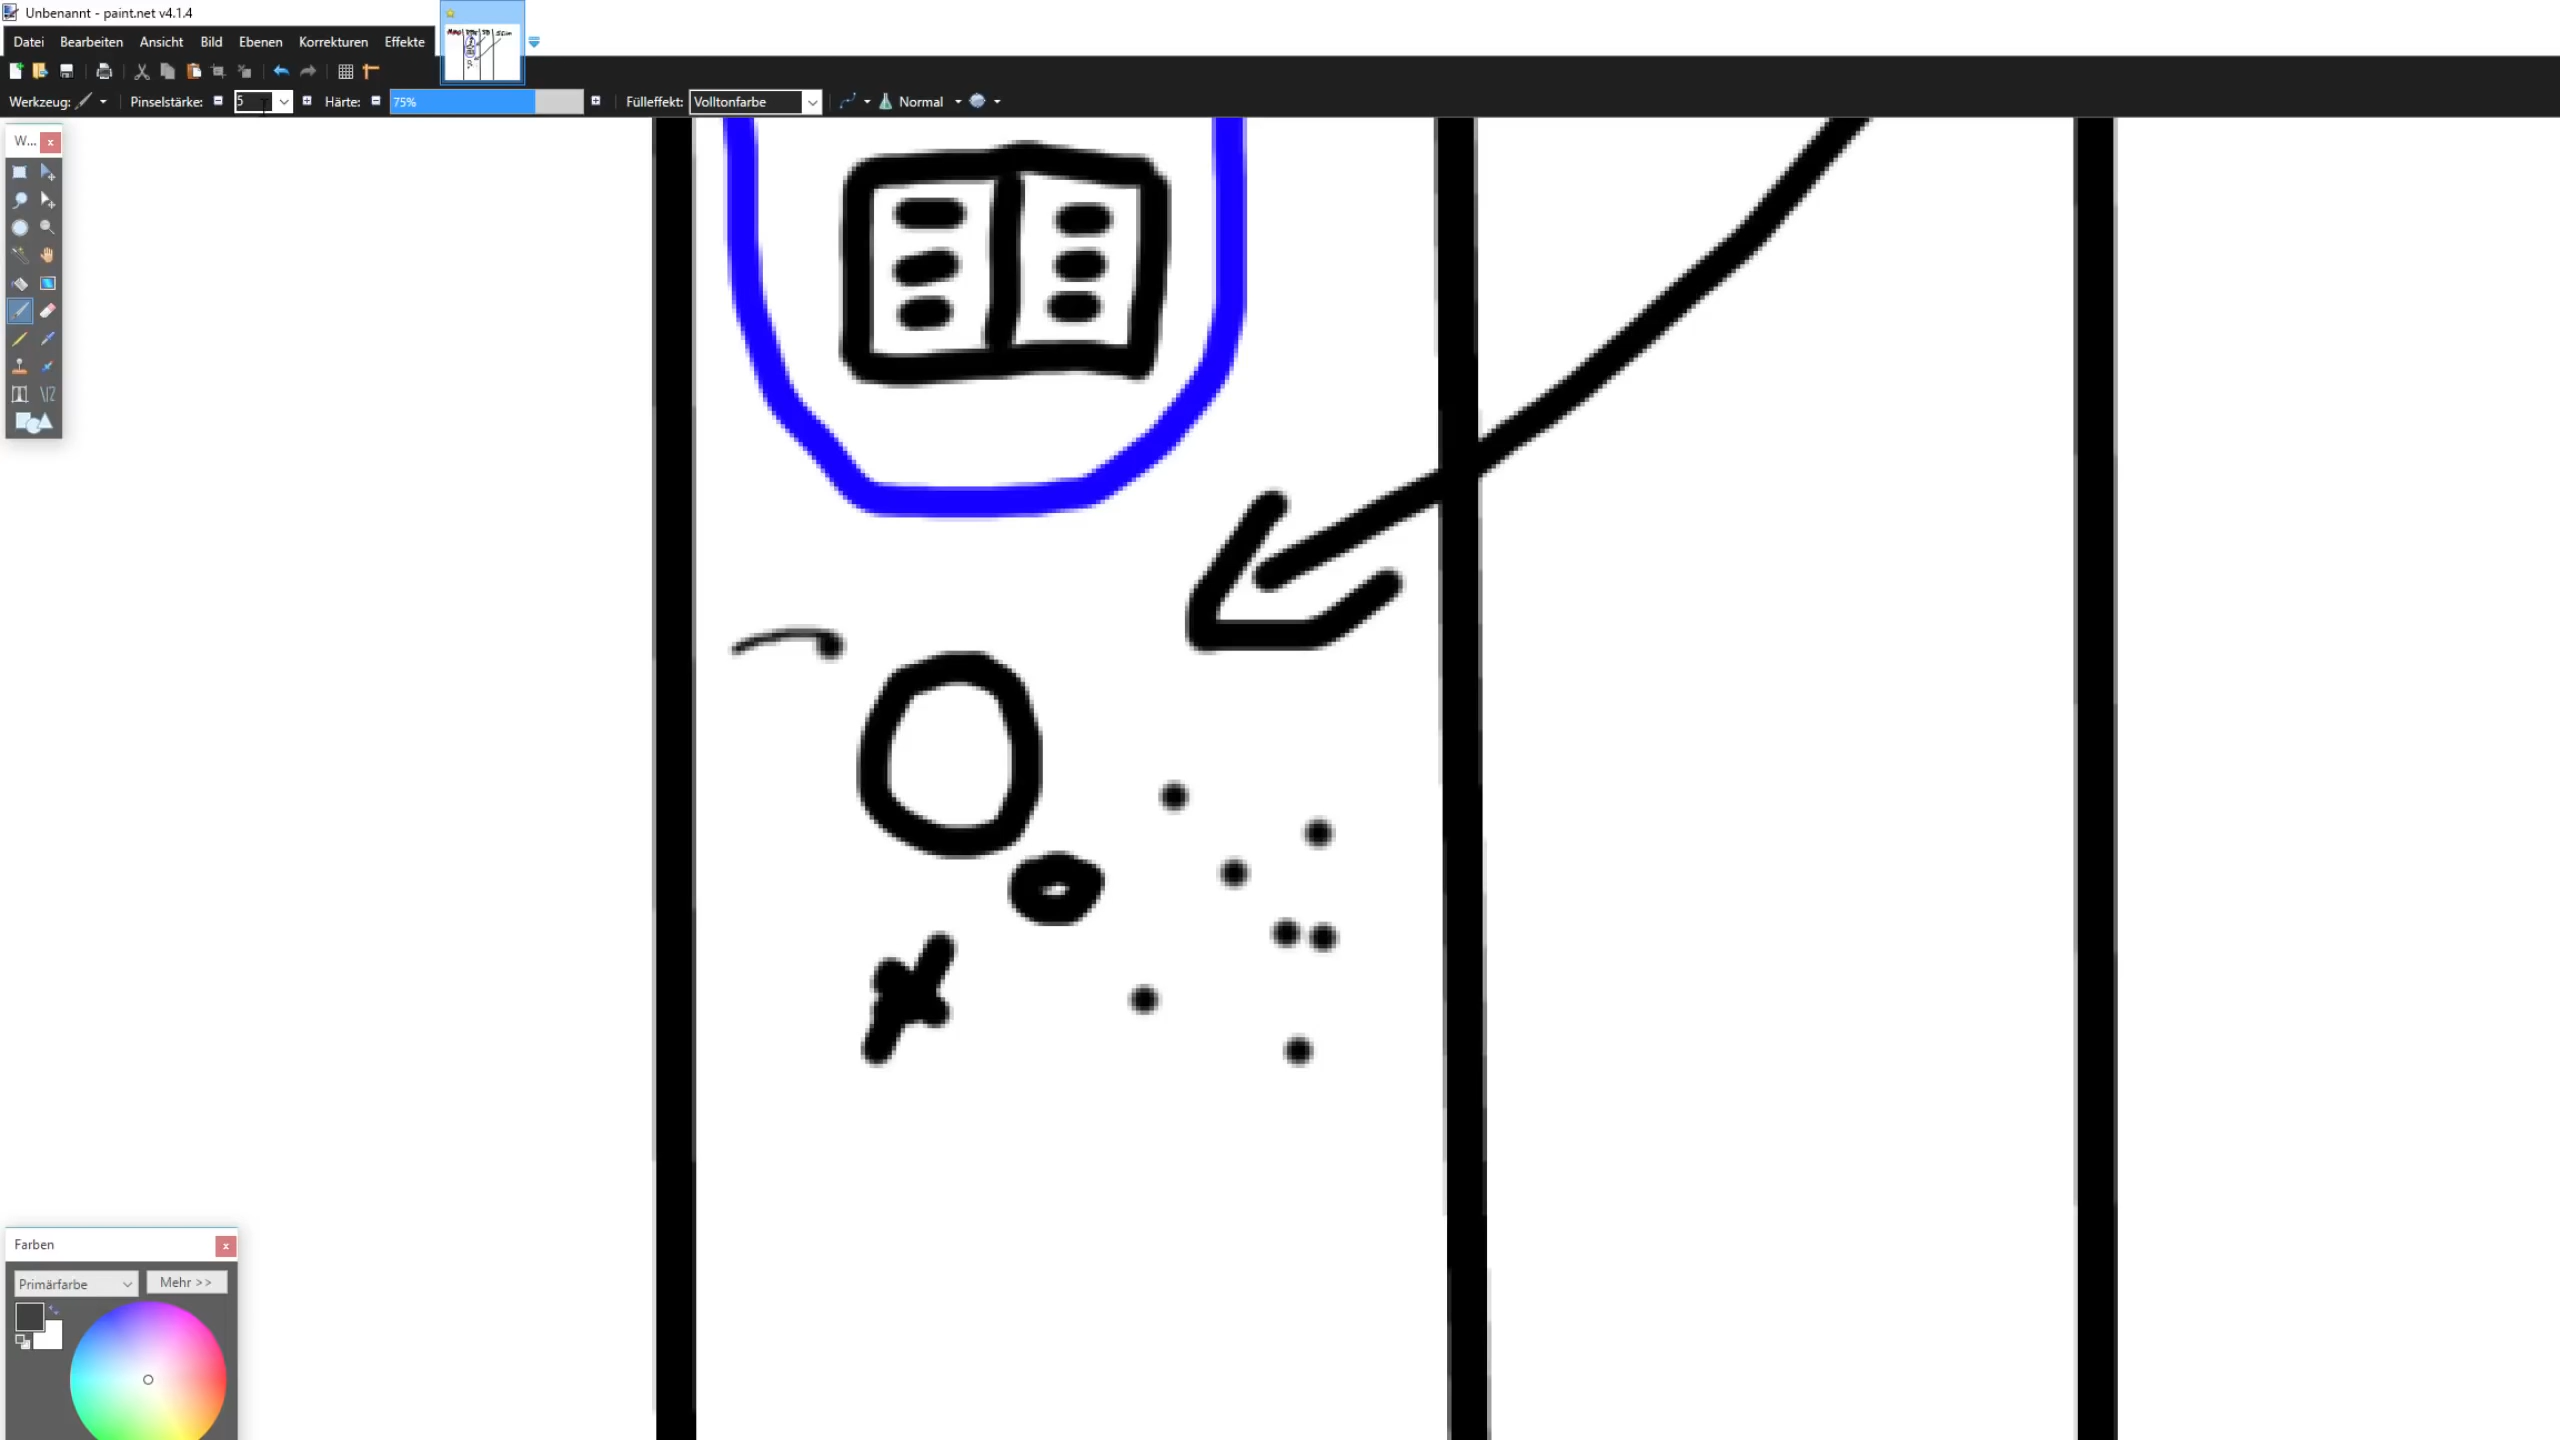 Unbenannt - paint.net v4.1.4
Datei Bearbeiten Ansicht Bild Ebenen Korrekturen Effekte
Werkzeug: Pinselstärke: 5 Härte: 75% Fülleffekt: Volltonfarbe Normal
W...
Farben
Primärfarbe Mehr >>